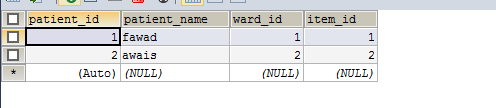 patient_id patient_name ward_id item_id
1 fawad 1 1
2 awais 2 2
* (Auto) (NULL) (NULL) (NULL)